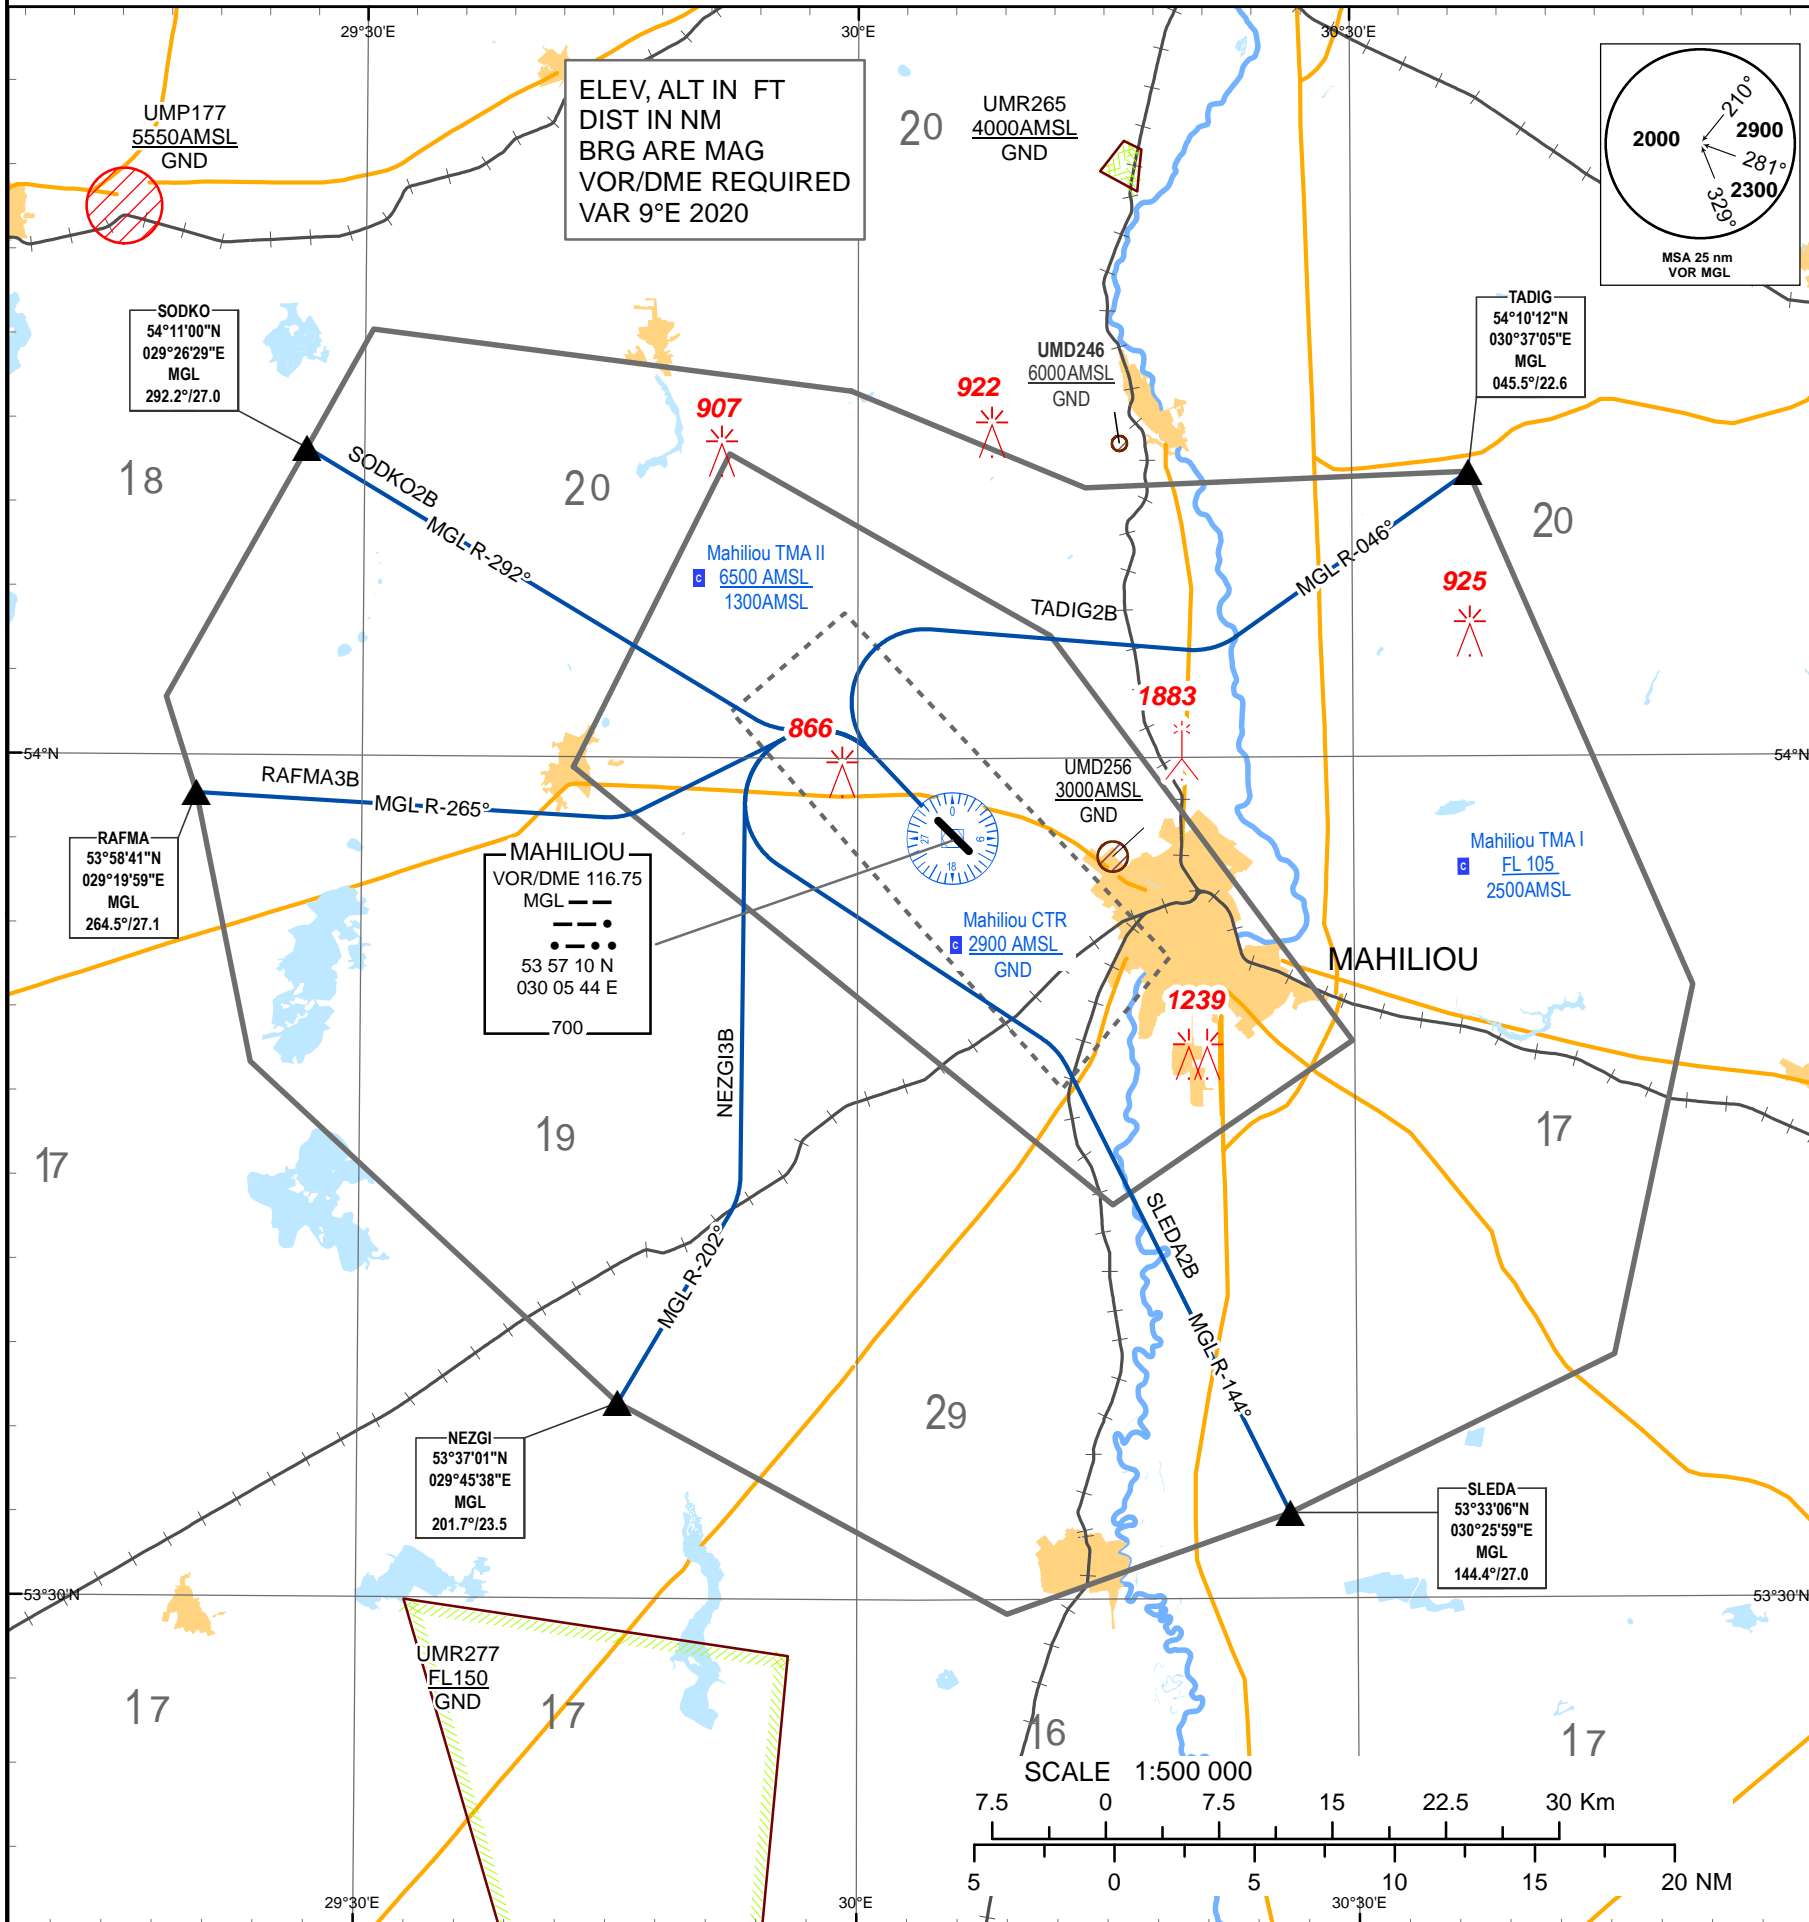 29°30'E
30°E
30°30'E
UMP177
5550AMSL
GND
ELEV, ALT IN FT
DIST IN NM
BRG ARE MAG
VOR/DME REQUIRED
VAR 9°E 2020
20
UMR265
4000AMSL
GND
210°
2000
2900
281°
2300
329°
MSA 25 nm
VOR MGL
SODKO
54°11'00"N
029°26'29"E
MGL
292.2°/27.0
TADIG
54°10'12"N
030°37'05"E
MGL
045.5°/22.6
UMD246
6000AMSL
GND
907
922
18
20
20
SODKO2B
MGL R-292°
MGL R-046°
Mahiliou TMA II
C
6500 AMSL
1300AMSL
925
TADIG2B
1883
866
54°N
54°N
RAFMA3B
MGL R-265°
UMD256
3000AMSL
GND
RAFMA
53°58'41"N
029°19'59"E
MGL
264.5°/27.1
0
9
18
27
MAHILIOU
VOR/DME 116.75
MGL
53 57 10 N
030 05 44 E
700
Mahiliou TMA I
C
FL 105
2500AMSL
Mahiliou CTR
C
2900 AMSL
GND
MAHILIOU
1239
NEZGI3B
19
17
17
SLEDA2B
MGL R-202°
MGL R-144°
29
NEZGI
53°37'01"N
029°45'38"E
MGL
201.7°/23.5
SLEDA
53°33'06"N
030°25'59"E
MGL
144.4°/27.0
53°30'N
53°30'N
UMR277
FL150
GND
17
17
16
17
SCALE 1:500 000
7.5 0 7.5 15 22.5 30 Km
5 0 5 10 15 20 NM
29°30'E
30°E
30°30'E